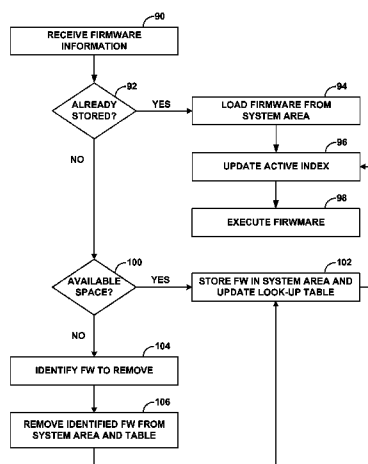 90
RECEIVE FIRMWARE
INFORMATION
92
ALREADY
STORED?
YES
94
LOAD FIRMWARE FROM
SYSTEM AREA
96
UPDATE ACTIVE INDEX
NO
98
EXECUTE FIRWMARE
100
AVAILABLE
SPACE?
YES
102
STORE FW IN SYSTEM AREA AND
UPDATE LOOK-UP TABLE
NO
104
IDENTIFY FW TO REMOVE
106
REMOVE IDENTIFIED FW FROM
SYSTEM AREA AND TABLE